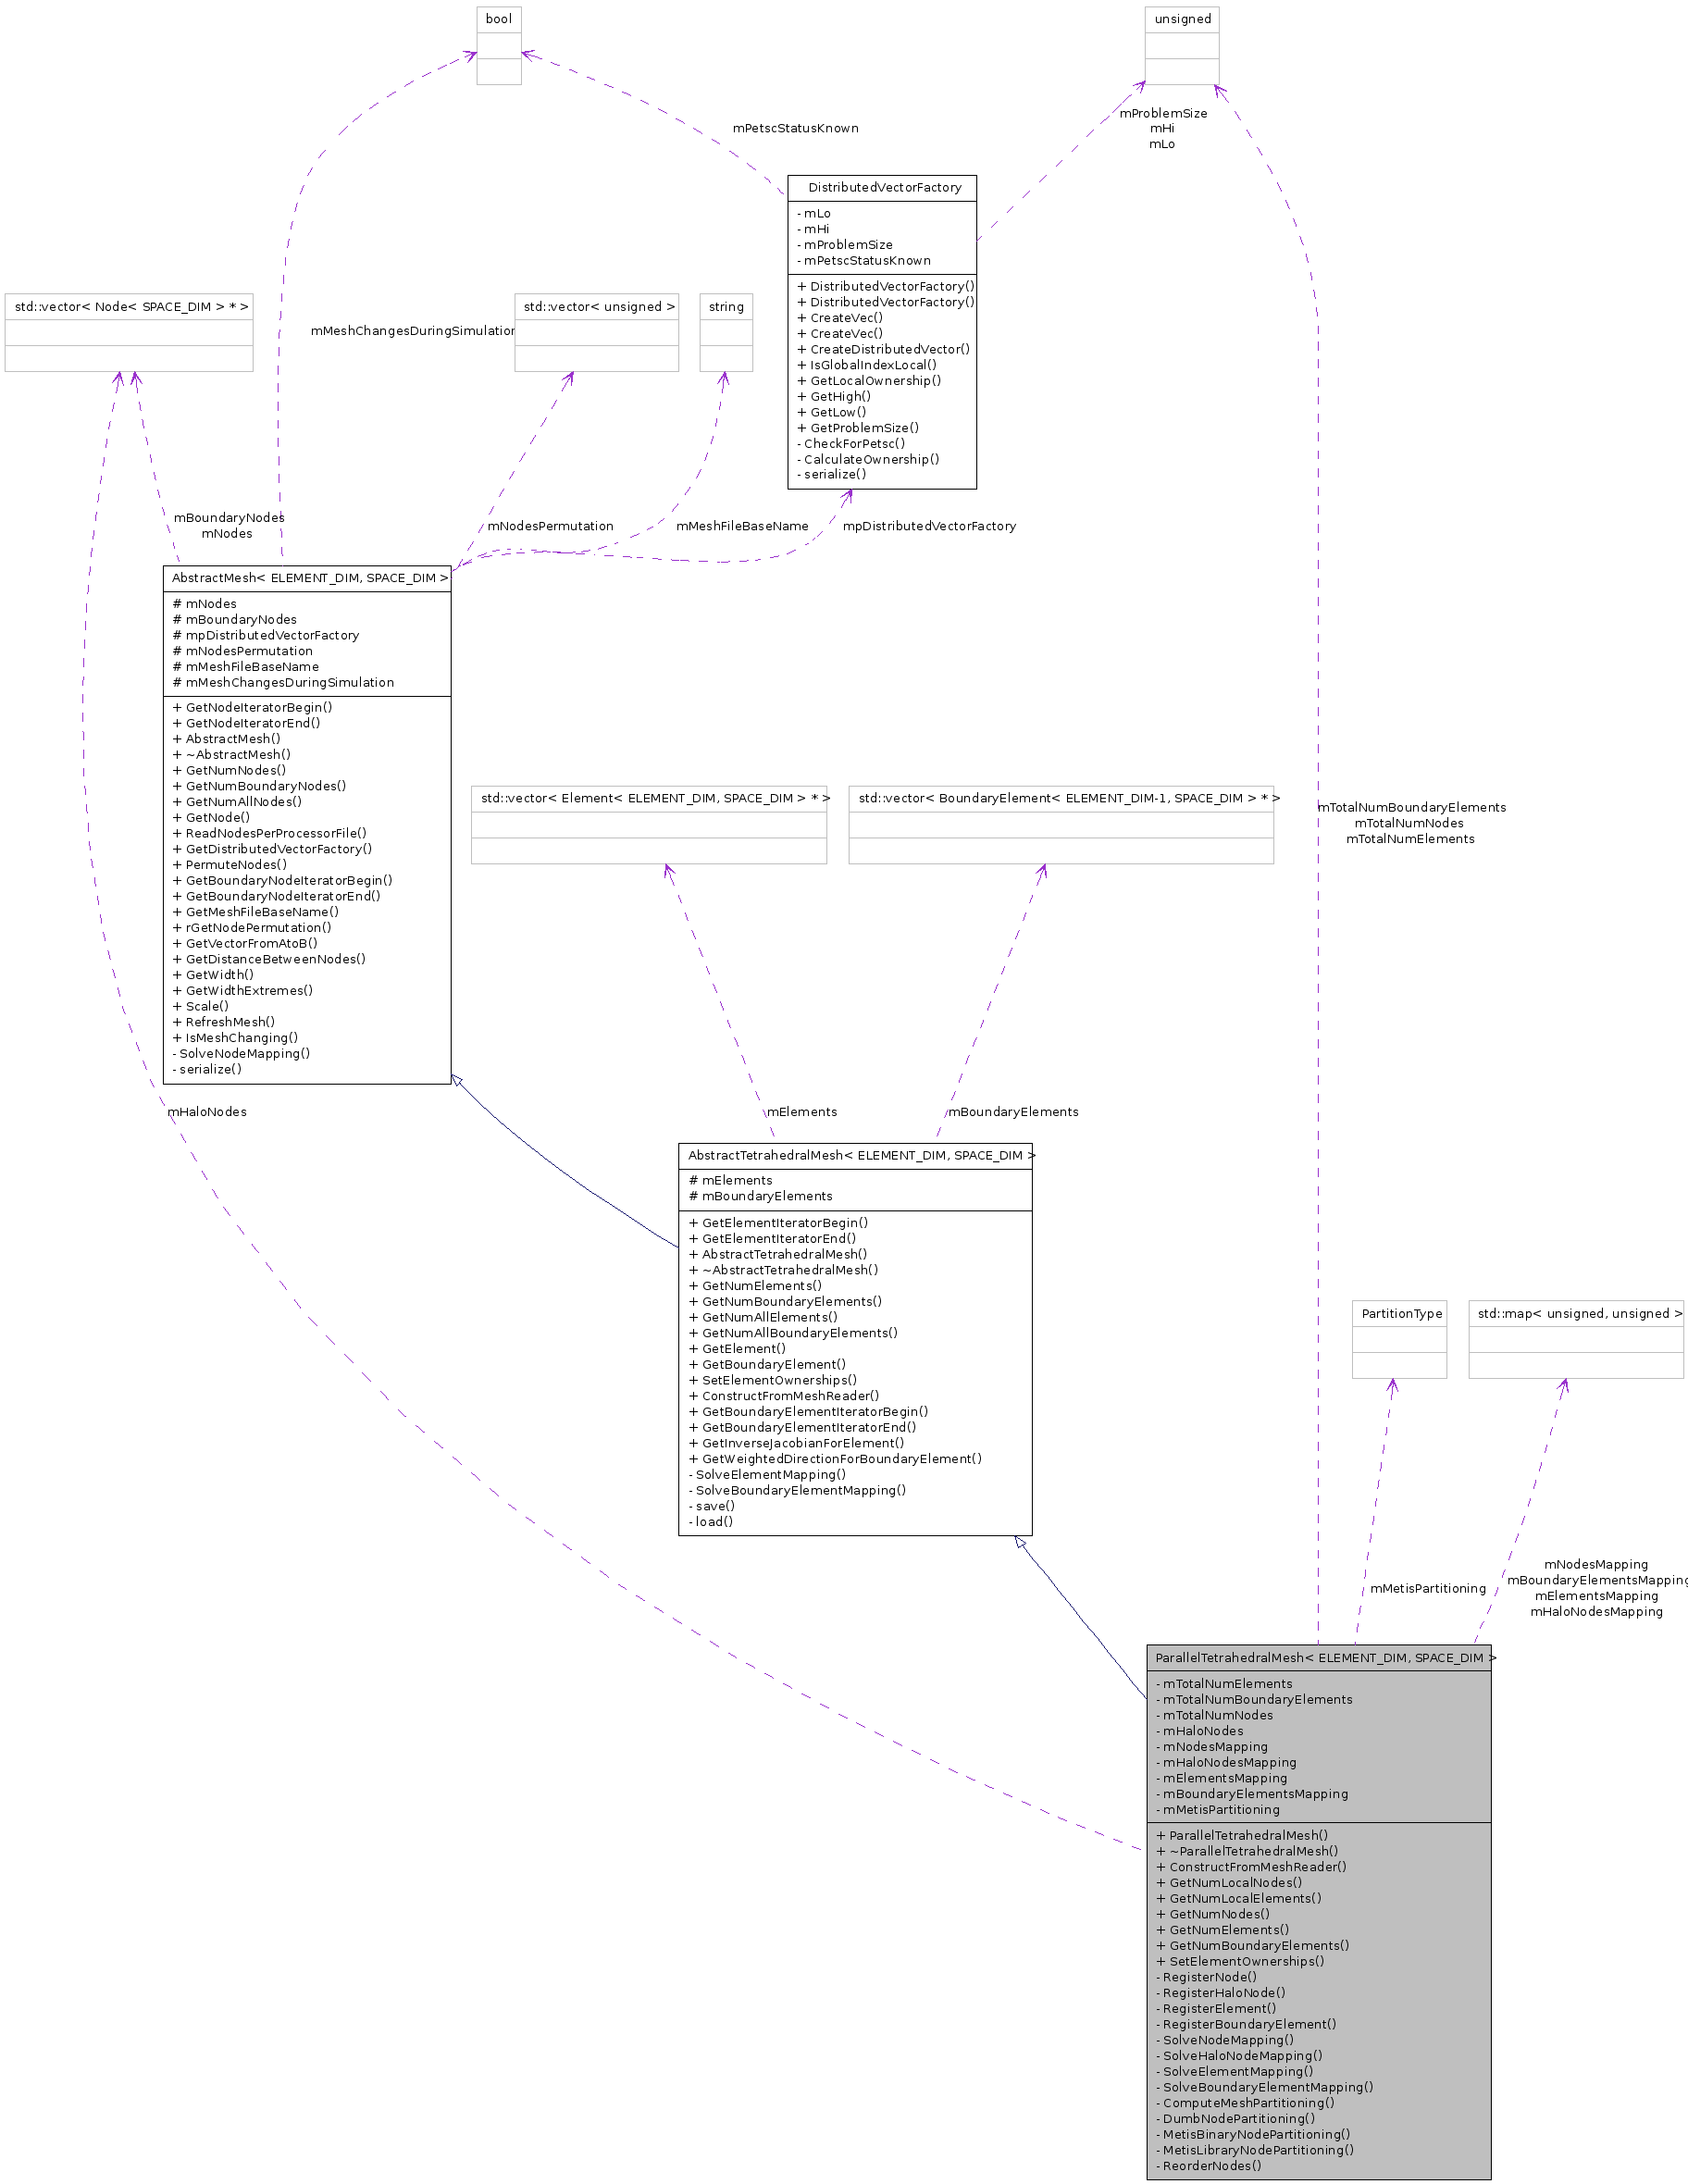 bool
unsigned
mProblemSize
mHi
mLo
mPetscStatusKnown
DistributedVectorFactory
- mLo
- mHi
- mProblemSize
- mPetscStatusKnown
+ DistributedVectorFactory()
+ DistributedVectorFactory()
+ CreateVec()
+ CreateVec()
+ CreateDistributedVector()
+ IsGlobalIndexLocal()
+ GetLocalOwnership()
+ GetHigh()
+ GetLow()
+ GetProblemSize()
- CheckForPetsc()
- CalculateOwnership()
- serialize()
std::vector< Node< SPACE_DIM > * >
mMeshChangesDuringSimulation
std::vector< unsigned >
string
mBoundaryNodes
mNodes
mNodesPermutation
mMeshFileBaseName
mpDistributedVectorFactory
AbstractMesh< ELEMENT_DIM, SPACE_DIM >
# mNodes
# mBoundaryNodes
# mpDistributedVectorFactory
# mNodesPermutation
# mMeshFileBaseName
# mMeshChangesDuringSimulation
+ GetNodeIteratorBegin()
+ GetNodeIteratorEnd()
+ AbstractMesh()
+ ~AbstractMesh()
+ GetNumNodes()
+ GetNumBoundaryNodes()
+ GetNumAllNodes()
+ GetNode()
+ ReadNodesPerProcessorFile()
+ GetDistributedVectorFactory()
+ PermuteNodes()
+ GetBoundaryNodeIteratorBegin()
+ GetBoundaryNodeIteratorEnd()
+ GetMeshFileBaseName()
+ rGetNodePermutation()
+ GetVectorFromAtoB()
+ GetDistanceBetweenNodes()
+ GetWidth()
+ GetWidthExtremes()
+ Scale()
+ RefreshMesh()
+ IsMeshChanging()
- SolveNodeMapping()
- serialize()
std::vector< Element< ELEMENT_DIM, SPACE_DIM > * >
std::vector< BoundaryElement< ELEMENT_DIM-1, SPACE_DIM > * >
mTotalNumBoundaryElements
mTotalNumNodes
mTotalNumElements
mHaloNodes
mElements
mBoundaryElements
AbstractTetrahedralMesh< ELEMENT_DIM, SPACE_DIM >
# mElements
# mBoundaryElements
+ GetElementIteratorBegin()
+ GetElementIteratorEnd()
+ AbstractTetrahedralMesh()
+ ~AbstractTetrahedralMesh()
+ GetNumElements()
+ GetNumBoundaryElements()
+ GetNumAllElements()
+ GetNumAllBoundaryElements()
+ GetElement()
+ GetBoundaryElement()
+ SetElementOwnerships()
+ ConstructFromMeshReader()
+ GetBoundaryElementIteratorBegin()
+ GetBoundaryElementIteratorEnd()
+ GetInverseJacobianForElement()
+ GetWeightedDirectionForBoundaryElement()
- SolveElementMapping()
- SolveBoundaryElementMapping()
- save()
- load()
PartitionType
std::map< unsigned, unsigned >
mMetisPartitioning
mNodesMapping
mBoundaryElementsMapping
mElementsMapping
mHaloNodesMapping
ParallelTetrahedralMesh< ELEMENT_DIM, SPACE_DIM >
- mTotalNumElements
- mTotalNumBoundaryElements
- mTotalNumNodes
- mHaloNodes
- mNodesMapping
- mHaloNodesMapping
- mElementsMapping
- mBoundaryElementsMapping
- mMetisPartitioning
+ ParallelTetrahedralMesh()
+ ~ParallelTetrahedralMesh()
+ ConstructFromMeshReader()
+ GetNumLocalNodes()
+ GetNumLocalElements()
+ GetNumNodes()
+ GetNumElements()
+ GetNumBoundaryElements()
+ SetElementOwnerships()
- RegisterNode()
- RegisterHaloNode()
- RegisterElement()
- RegisterBoundaryElement()
- SolveNodeMapping()
- SolveHaloNodeMapping()
- SolveElementMapping()
- SolveBoundaryElementMapping()
- ComputeMeshPartitioning()
- DumbNodePartitioning()
- MetisBinaryNodePartitioning()
- MetisLibraryNodePartitioning()
- ReorderNodes()